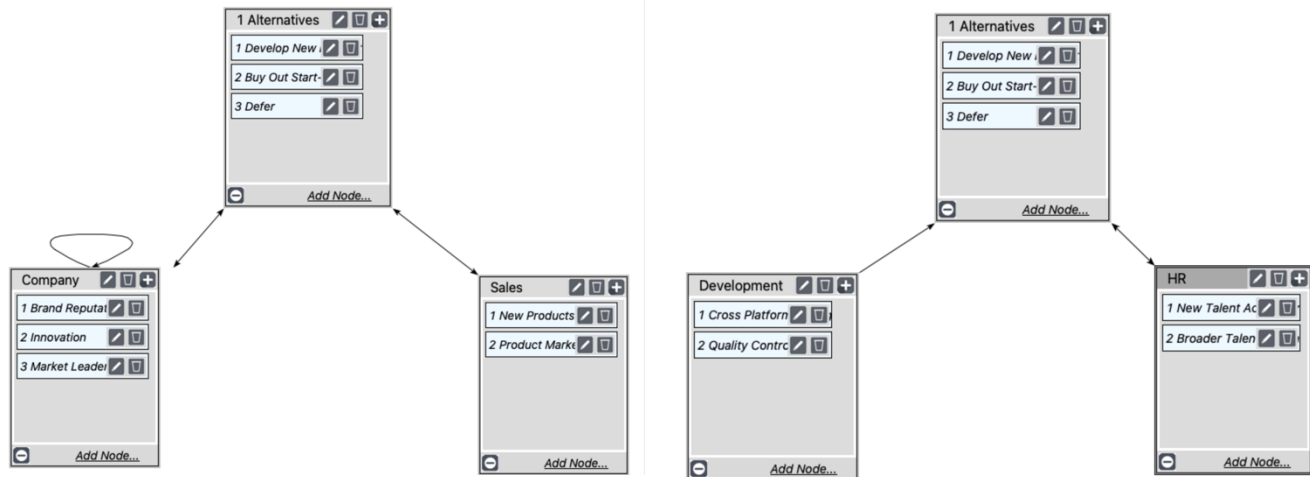 1 Alternatives
1 Develop New
2 Buy Out Start-
3 Defer
Add Node...
Company
1 Brand Reputat
2 Innovation
3 Market Leader
Add Node...
Sales
1 New Products
2 Product Marke
Add Node...
1 Alternatives
1 Develop New
2 Buy Out Start-
3 Defer
Add Node...
Development
1 Cross Platforn
2 Quality Contro
Add Node...
HR
1 New Talent Ac
2 Broader Talen
Add Node...